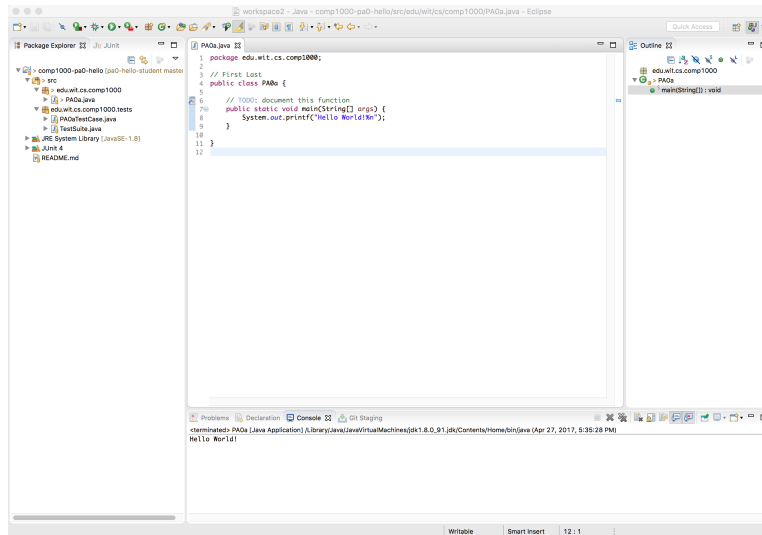 workspace2 - Java - comp1000-pa0-hello/src/edu/wit/cs/comp1000/PA0a.java - Eclipse
Quick Access
Package Explorer
JUnit
> comp1000-pa0-hello [pa0-hello-student master
> src
> edu.wit.cs.comp1000
> PA0a.java
edu.wit.cs.comp1000.tests
PA0aTestCase.java
TestSuite.java
JRE System Library [JavaSE-1.8]
JUnit 4
README.md
PA0a.java
1 package edu.wit.cs.comp1000;
2
3 // First Last
4 public class PA0a {
5
6 // TODO: document this function
7 public static void main(String[] args) {
8 System.out.printf("Hello World!%n");
9 }
10
11 }
12
Outline
edu.wit.cs.comp1000
> PA0a
main(String[]) : void
Problems Declaration Console Git Staging
<terminated> PA0a [Java Application] /Library/Java/JavaVirtualMachines/jdk1.8.0_91.jdk/Contents/Home/bin/java (Apr 27, 2017, 5:35:28 PM)
Hello World!
Writable Smart Insert 12 : 1